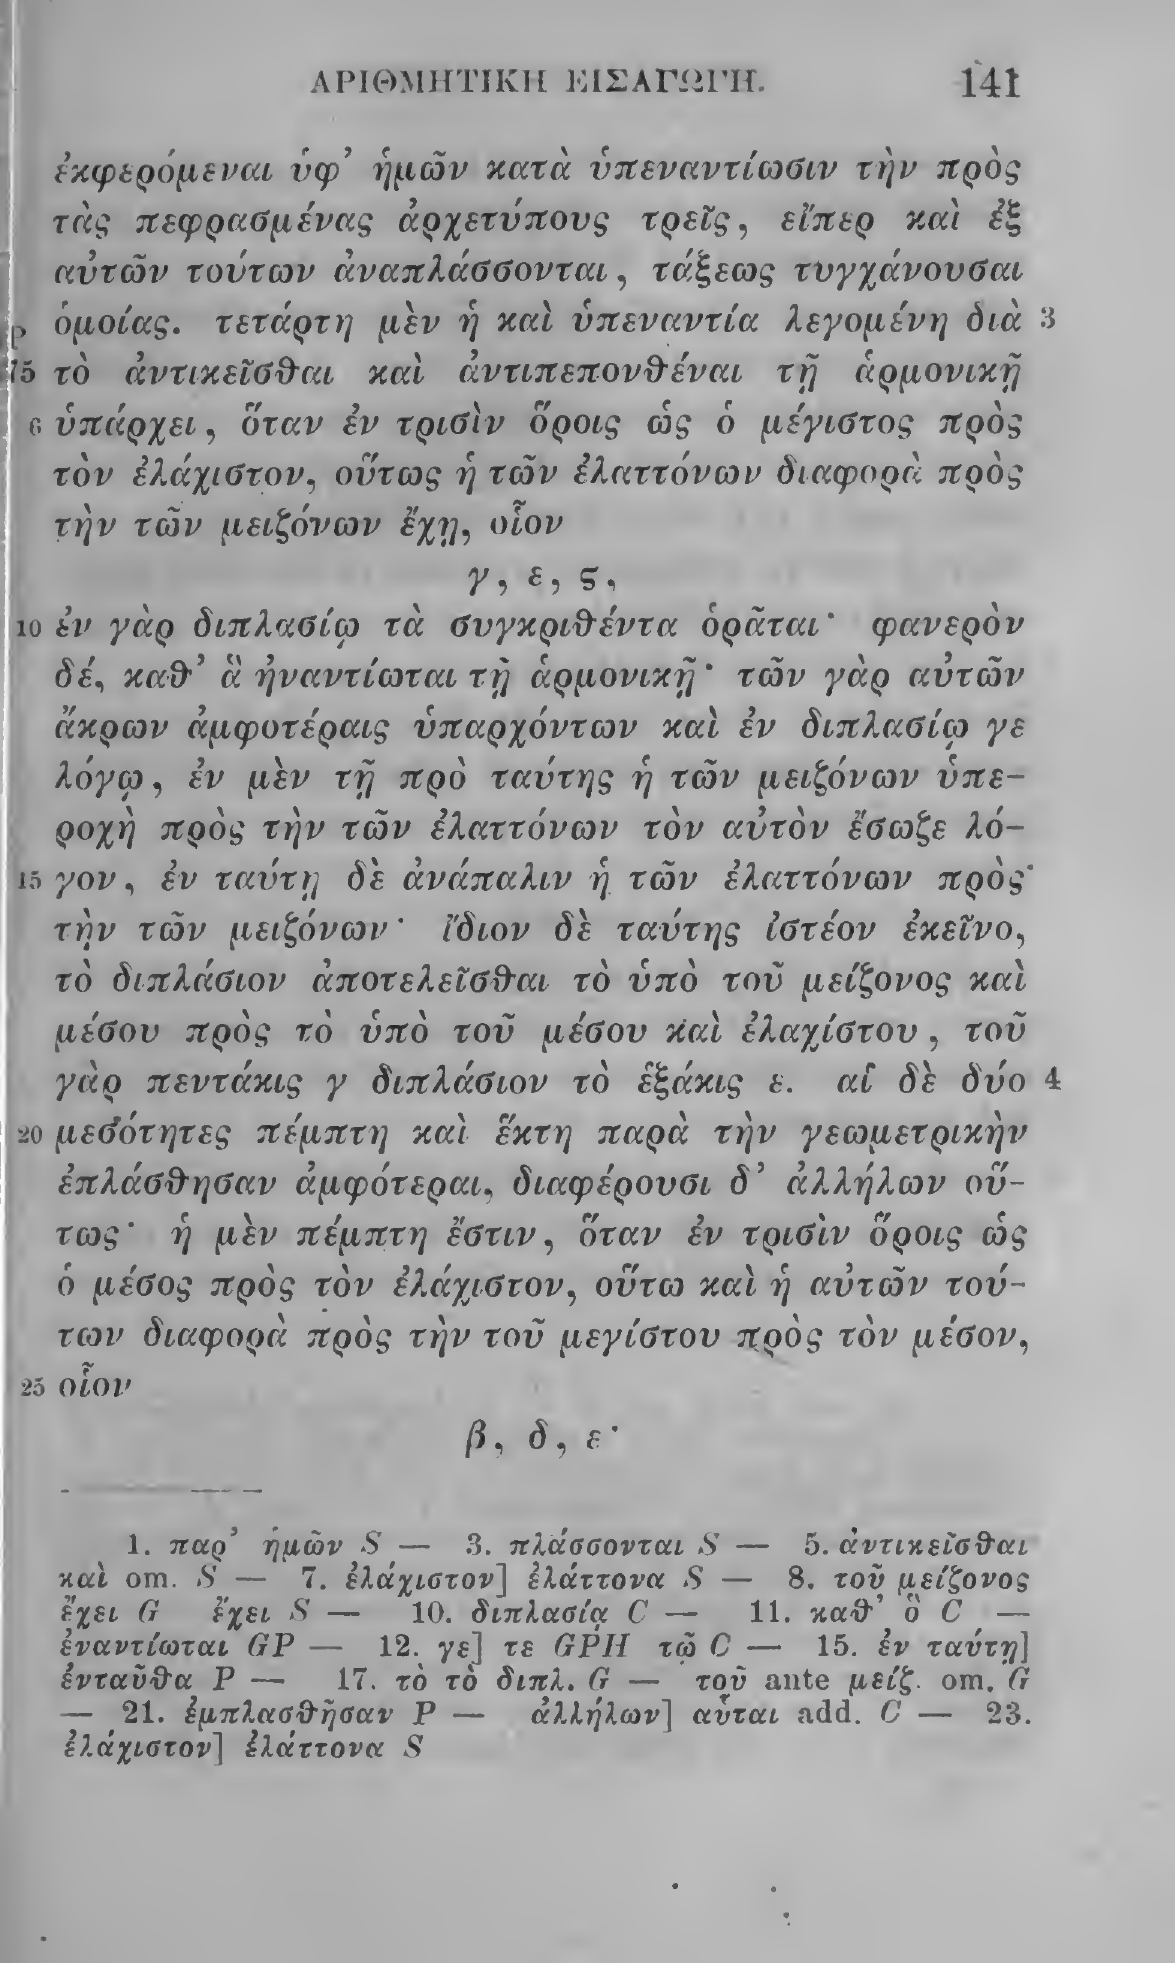 ΑΡΙΘΜΗΤΙΚΗ ΕΙΣΑΓΩΓΗ. 141
ἐκφερόμεναι ὑφ’ ἡμῶν κατὰ ὑπεναντίωσιν τὴν πρὸς
τὰς πεφρασμένας ἀρχετύπους τρεῖς, εἴπερ καὶ ἐξ
αὐτῶν τούτων ἀναπλάσσονται, τάξεως τυγχάνουσαι
p ὁμοίας. τετάρτη μὲν ἡ καὶ ὑπεναντία λεγομένη διὰ 3
75 τὸ ἀντικεῖσθαι καὶ ἀντιπεπονθέναι τῇ ἁρμονικῇ
6 ὑπάρχει, ὅταν ἐν τρισὶν ὅροις ὡς ὁ μέγιστος πρὸς
τὸν ἐλάχιστον, οὕτως ἡ τῶν ἐλαττόνων διαφορὰ πρὸς
τὴν τῶν μειζόνων ἔχῃ, οἷον
γ, ε, ς,
10 ἐν γὰρ διπλασίῳ τὰ συγκριθέντα ὁρᾶται· φανερὸν
δέ, καθ’ ἃ ἠναντίωται τῇ ἁρμονικῇ· τῶν γὰρ αὐτῶν
ἄκρων ἀμφοτέραις ὑπαρχόντων καὶ ἐν διπλασίῳ γε
λόγῳ, ἐν μὲν τῇ πρὸ ταύτης ἡ τῶν μειζόνων ὑπε-
ροχὴ πρὸς τὴν τῶν ἐλαττόνων τὸν αὐτὸν ἔσωζε λό-
15 γον, ἐν ταύτῃ δὲ ἀνάπαλιν ἡ τῶν ἐλαττόνων πρὸς
τὴν τῶν μειζόνων· ἴδιον δὲ ταύτης ἰστέον ἐκεῖνο,
τὸ διπλάσιον ἀποτελεῖσθαι τὸ ὑπὸ τοῦ μείζονος καὶ
μέσου πρὸς τὸ ὑπὸ τοῦ μέσου καὶ ἐλαχίστου, τοῦ
γὰρ πεντάκις γ διπλάσιον τὸ ἑξάκις ε. αἱ δὲ δύο 4
20 μεσότητες πέμπτη καὶ ἕκτη παρὰ τὴν γεωμετρικὴν
ἐπλάσθησαν ἀμφότεραι, διαφέρουσι δ’ ἀλλήλων οὕ-
τως· ἡ μὲν πέμπτη ἔστιν, ὅταν ἐν τρισὶν ὅροις ὡς
ὁ μέσος πρὸς τὸν ἐλάχιστον, οὕτω καὶ ἡ αὐτῶν τού-
των διαφορὰ πρὸς τὴν τοῦ μεγίστου πρὸς τὸν μέσον,
25 οἷον
β, δ, ε·
1. παρ’ ἡμῶν S — 3. πλάσσονται S — 5. ἀντικεῖσθαι
καὶ om. S — 7. ἐλάχιστον] ἐλάττονα S — 8. τοῦ μείζονος
ἔχει G ἔχει S — 10. διπλασίᾳ C — 11. καθ’ ὃ C —
ἐναντίωται GP — 12. γε] τε GPH τῷ C — 15. ἐν ταύτῃ]
ἐνταῦθα P — 17. τὸ τὸ διπλ. G — τοῦ ante μείζ. om. G
— 21. ἐμπλασθῆσαν P — ἀλλήλων] αὗται add. C — 23.
ἐλάχιστον] ἐλάττονα S